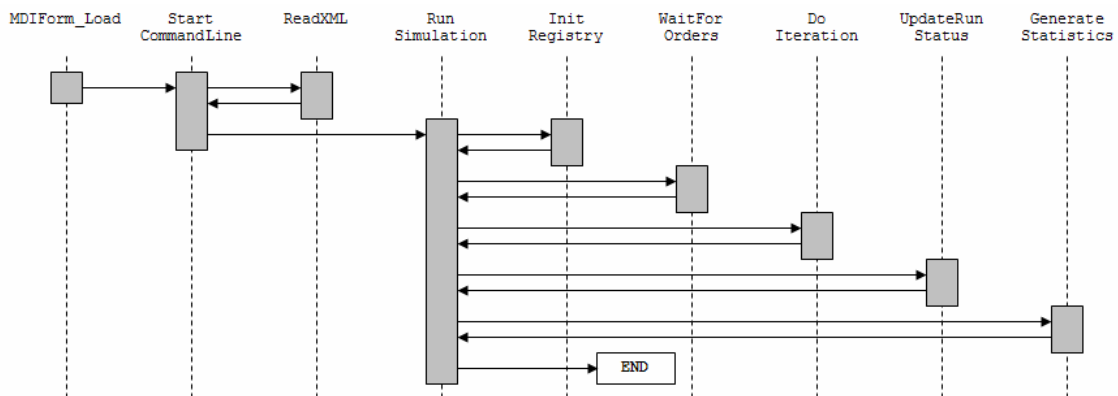 MDIForm_Load
Start
CommandLine
ReadXML
Run
Simulation
Init
Registry
WaitFor
Orders
Do
Iteration
UpdateRun
Status
Generate
Statistics
END